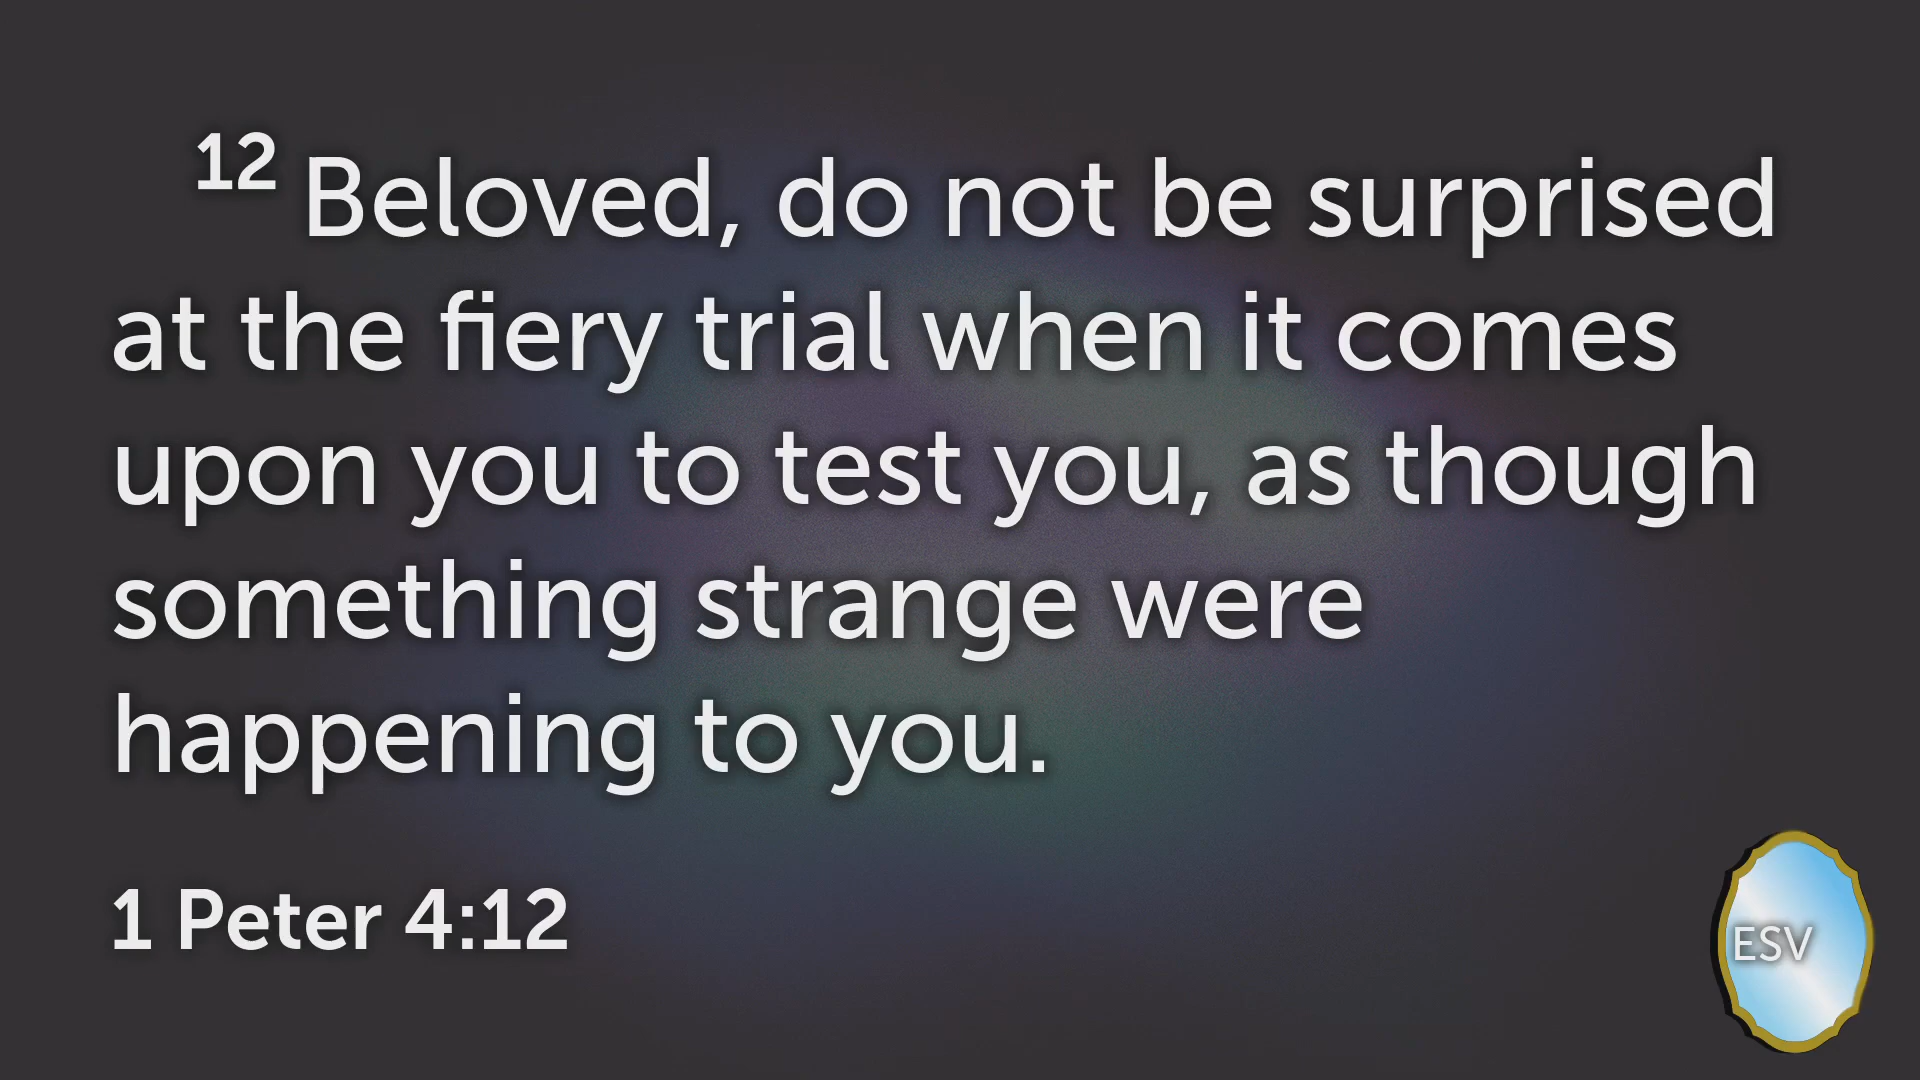 12 Beloved, do not be surprised
at the fiery trial when it comes
upon you to test you, as though
something strange were
happening to you.
1 Peter 4:12
ESV